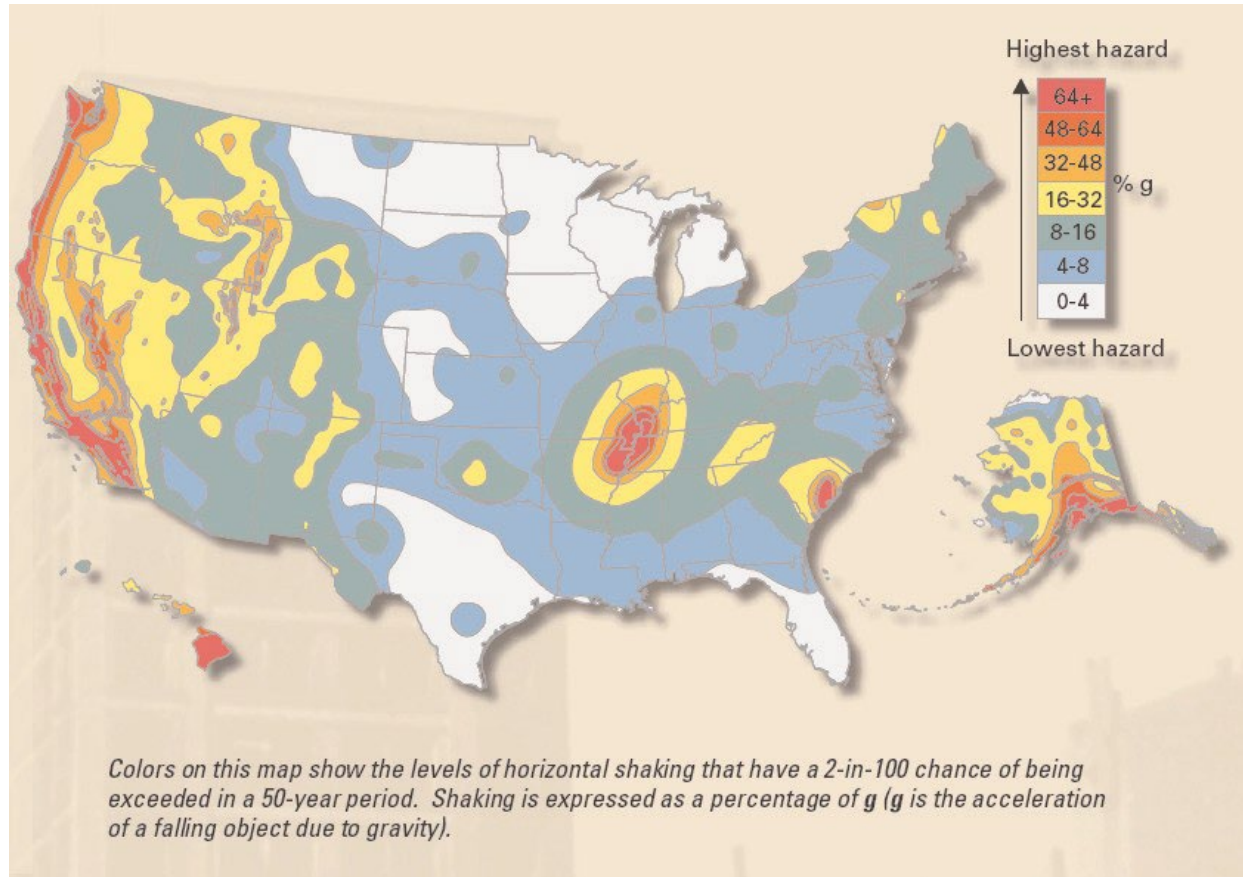 Highest hazard
64+
48-64
32-48
16-32
8-16
4-8
0-4
% g
Lowest hazard
Colors on this map show the levels of horizontal shaking that have a 2-in-100 chance of being
exceeded in a 50-year period. Shaking is expressed as a percentage of g (g is the acceleration
of a falling object due to gravity).